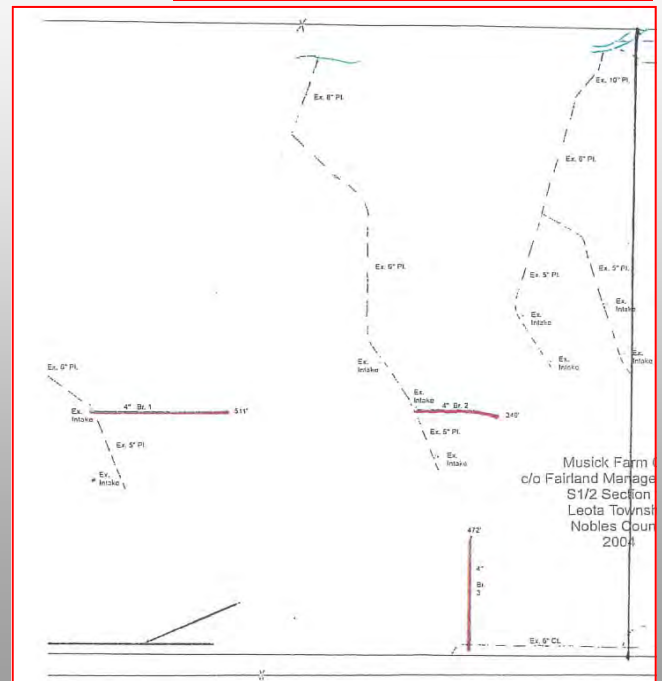 Ex. 10" Pl.
Ex. 8" Pl.
Ex. 8" Pl.
Ex. 6" Pl.
Ex. 5" Pl.
Ex. 5" Pl.
Ex.
Intake
Ex.
Intake
Ex.
Intake
Ex.
Intake
Ex.
Intake
Ex. 6" Pl.
Ex.
Intake
4" Br. 1
511'
Ex.
Intake
4" Br. 2
340'
Ex. 5" Pl.
Ex. 5" Pl.
Ex.
Intake
Ex.
Intake
Musick Farm
c/o Fairland Manage
S1/2 Section
Leota Townsh
Nobles Coun
2004
472'
4"
Br.
3
Ex. 6" Ct.